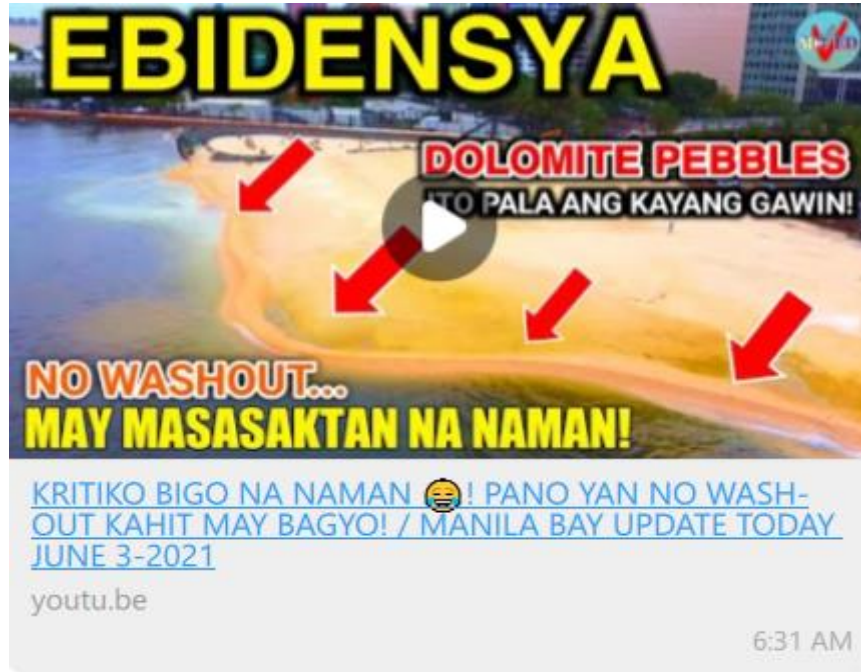 EBIDENSYA
DOLOMITE PEBBLES
ITO PALA ANG KAYANG GAWIN!
NO WASHOUT...
MAY MASASAKTAN NA NAMAN!
KRITIKO BIGO NA NAMAN 😂! PANO YAN NO WASH-
OUT KAHIT MAY BAGYO! / MANILA BAY UPDATE TODAY
JUNE 3-2021
youtu.be
6:31 AM